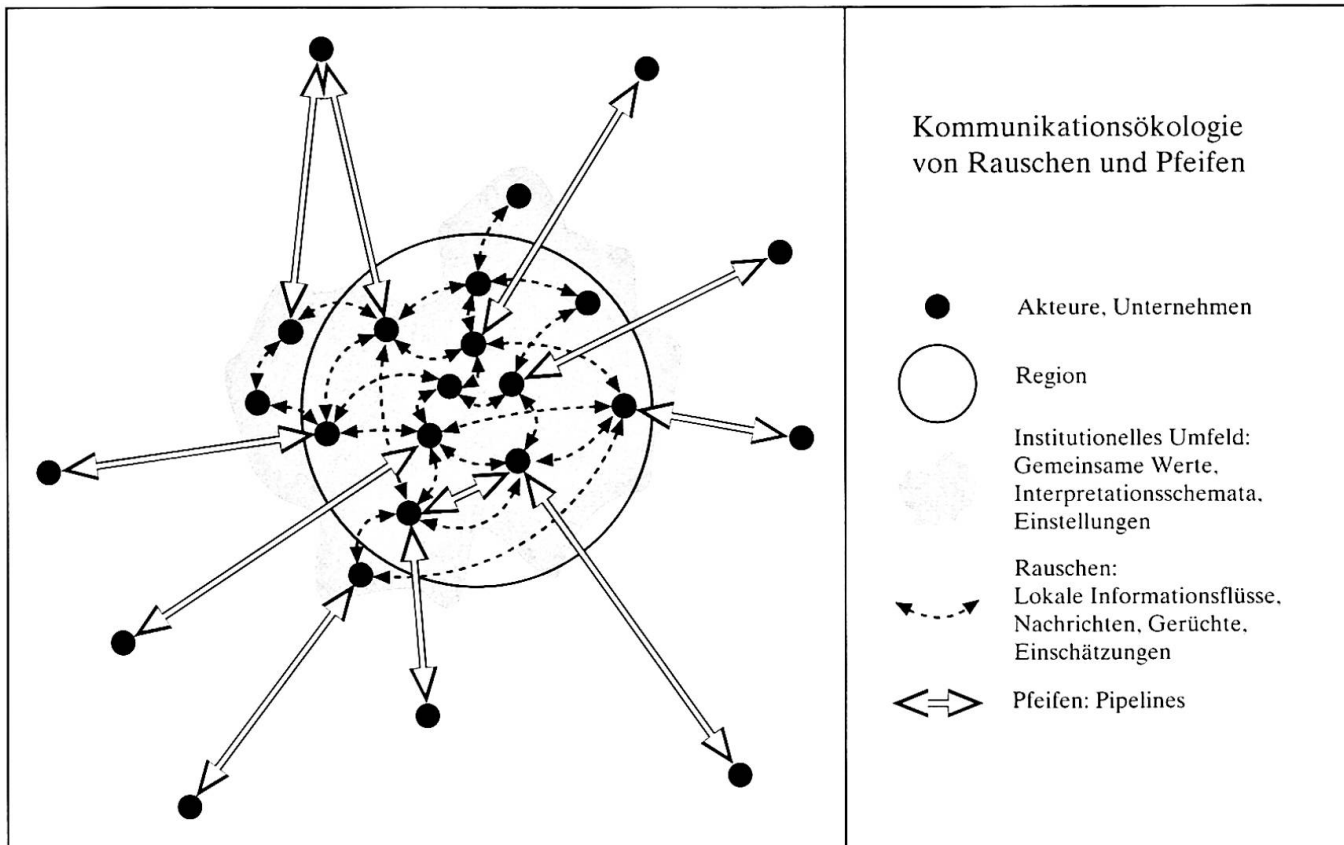 Kommunikationsökologie
von Rauschen und Pfeifen
Akteure, Unternehmen
Region
Institutionelles Umfeld:
Gemeinsame Werte,
Interpretationsschemata,
Einstellungen
Rauschen:
Lokale Informationsflüsse,
Nachrichten, Gerüchte,
Einschätzungen
Pfeifen: Pipelines